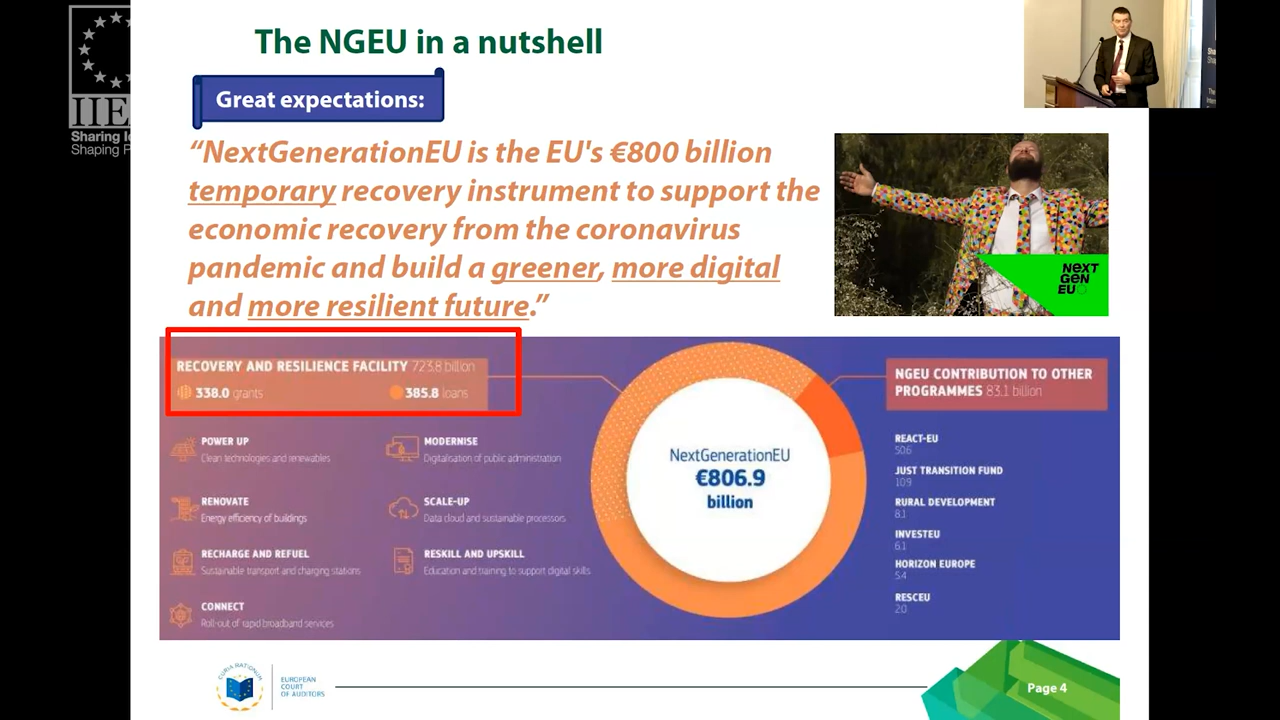 The NGEU in a nutshell
Great expectations:
“NextGenerationEU is the EU's €800 billion
temporary recovery instrument to support the
economic recovery from the coronavirus
pandemic and build a greener, more digital
and more resilient future.”
NEXT
GEN
EU
RECOVERY AND RESILIENCE FACILITY 723.8 billion
338.0 grants
385.8 loans
POWER UP
Clean technologies and renewables
RENOVATE
Energy efficiency of buildings
RECHARGE AND REFUEL
Sustainable transport and charging stations
CONNECT
Roll-out of rapid broadband services
MODERNISE
Digitalisation of public administration
SCALE-UP
Data cloud and sustainable processors
RESKILL AND UPSKILL
Education and training to support digital skills
NextGenerationEU
€806.9
billion
NGEU CONTRIBUTION TO OTHER
PROGRAMMES 83.1 billion
REACT-EU
50.6
JUST TRANSITION FUND
10.9
RURAL DEVELOPMENT
8.1
INVESTEU
6.1
HORIZON EUROPE
5.4
RESCEU
2.0
CURIA RATIONUM
EUROPEAN
COURT
OF AUDITORS
Page 4
Sharing
Shaping